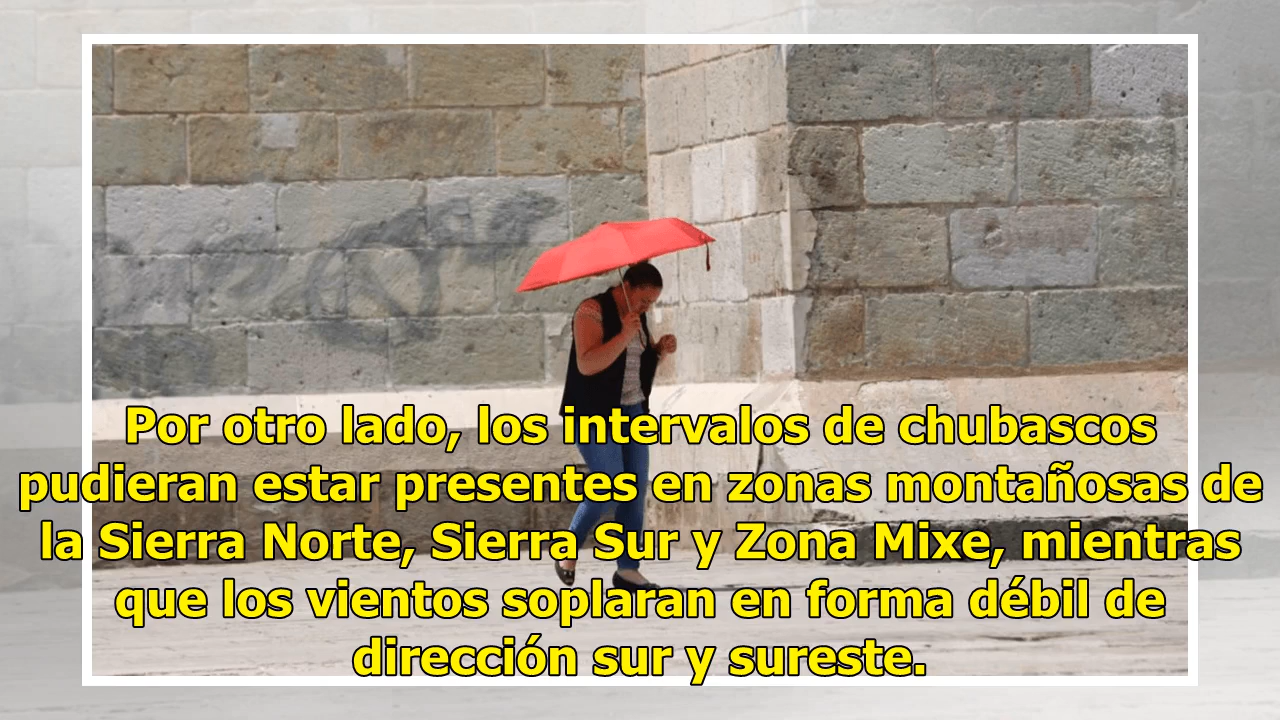 Por otro lado, los intervalos de chubascos
pudieran estar presentes en zonas montañosas de
la Sierra Norte, Sierra Sur y Zona Mixe, mientras
que los vientos soplaran en forma débil de
dirección sur y sureste.